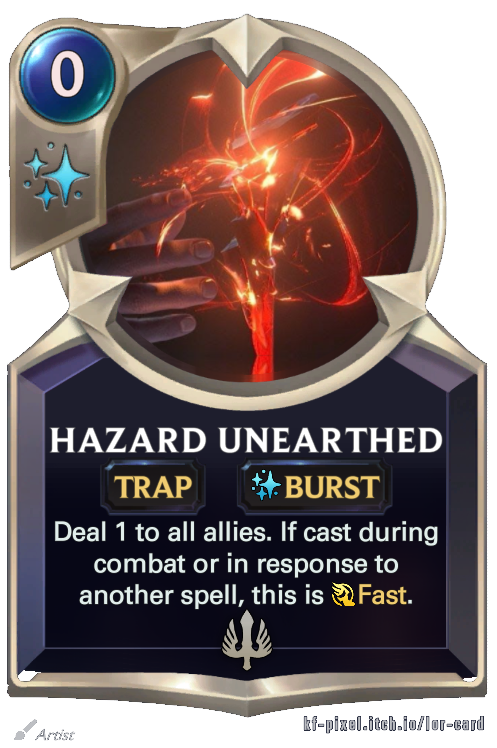 0
HAZARD UNEARTHED
TRAP BURST
Deal 1 to all allies. If cast during
combat or in response to
another spell, this is Fast.
kf-pixel.itch.io/lor-card
Artist